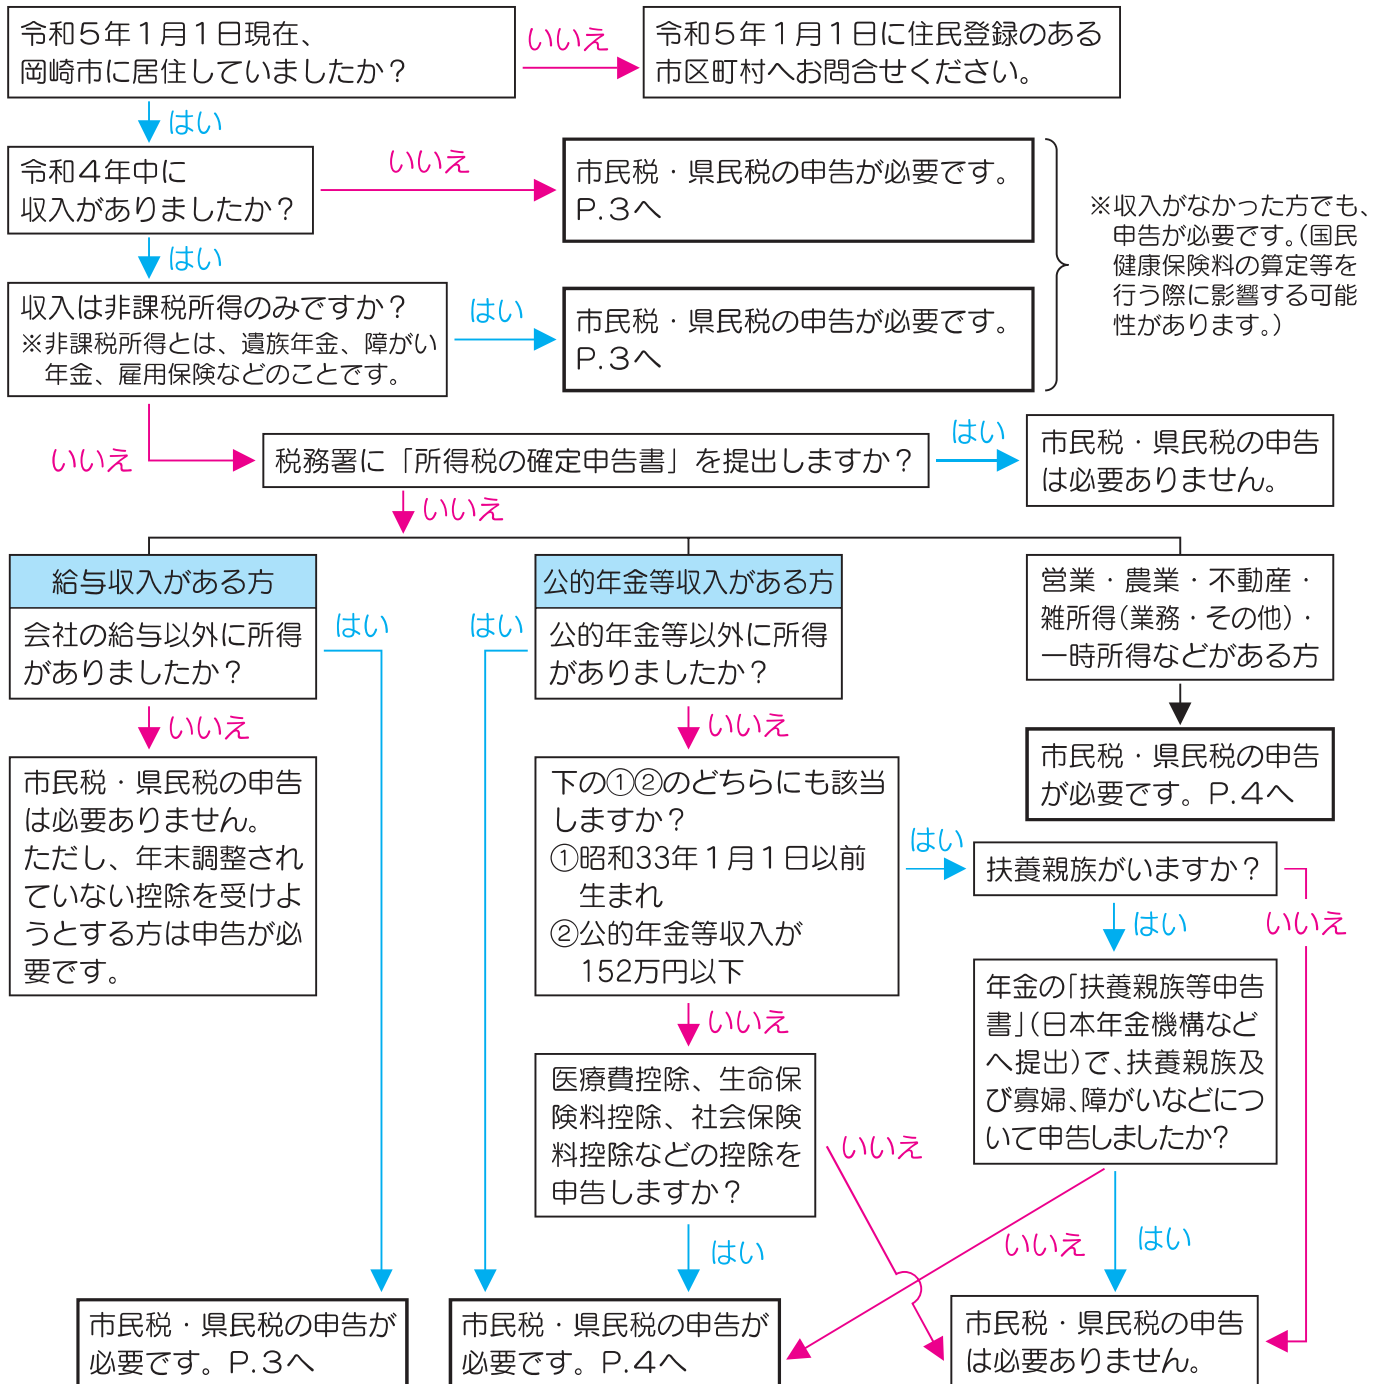 令和５年１月１日現在、
岡崎市に居住していましたか？
いいえ
令和５年１月１日に住民登録のある
市区町村へお問合せください。
はい
令和４年中に
収入がありましたか？
いいえ
市民税・県民税の申告が必要です。
P.３へ
※収入がなかった方でも、
申告が必要です。（国民
健康保険料の算定等を
行う際に影響する可能
性があります。）
はい
収入は非課税所得のみですか？
※非課税所得とは、遺族年金、障がい
年金、雇用保険などのことです。
はい
市民税・県民税の申告が必要です。
P.３へ
いいえ
税務署に「所得税の確定申告書」を提出しますか？
はい
市民税・県民税の申告
は必要ありません。
いいえ
給与収入がある方
会社の給与以外に所得
がありましたか？
はい
いいえ
市民税・県民税の申告
は必要ありません。
ただし、年末調整され
ていない控除を受けよ
うとする方は申告が必
要です。
公的年金等収入がある方
公的年金等以外に所得
がありましたか？
はい
いいえ
下の①②のどちらにも該当
しますか？
①昭和33年１月１日以前
生まれ
②公的年金等収入が
152万円以下
営業・農業・不動産・
雑所得（業務・その他）・
一時所得などがある方
市民税・県民税の申告
が必要です。P.４へ
はい
扶養親族がいますか？
いいえ
はい
年金の「扶養親族等申告
書」（日本年金機構など
へ提出）で、扶養親族及
び寡婦、障がいなどにつ
いて申告しましたか？
いいえ
医療費控除、生命保
険料控除、社会保険
料控除などの控除を
申告しますか？
いいえ
はい
いいえ
はい
市民税・県民税の申告が
必要です。P.３へ
市民税・県民税の申告が
必要です。P.４へ
市民税・県民税の申告
は必要ありません。